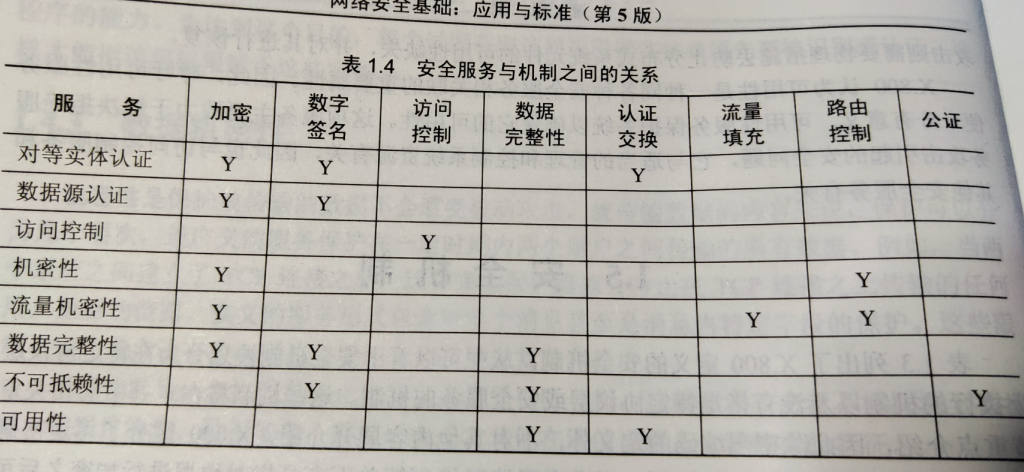 网络安全基础：应用与标准（第5版）
表 1.4 安全服务与机制之间的关系
服 务 加密 数字签名 访问控制 数据完整性 认证交换 流量填充 路由控制 公证
对等实体认证 Y Y Y
数据源认证 Y Y
访问控制 Y
机密性 Y Y
流量机密性 Y Y Y
数据完整性 Y Y Y
不可抵赖性 Y Y Y
可用性 Y Y